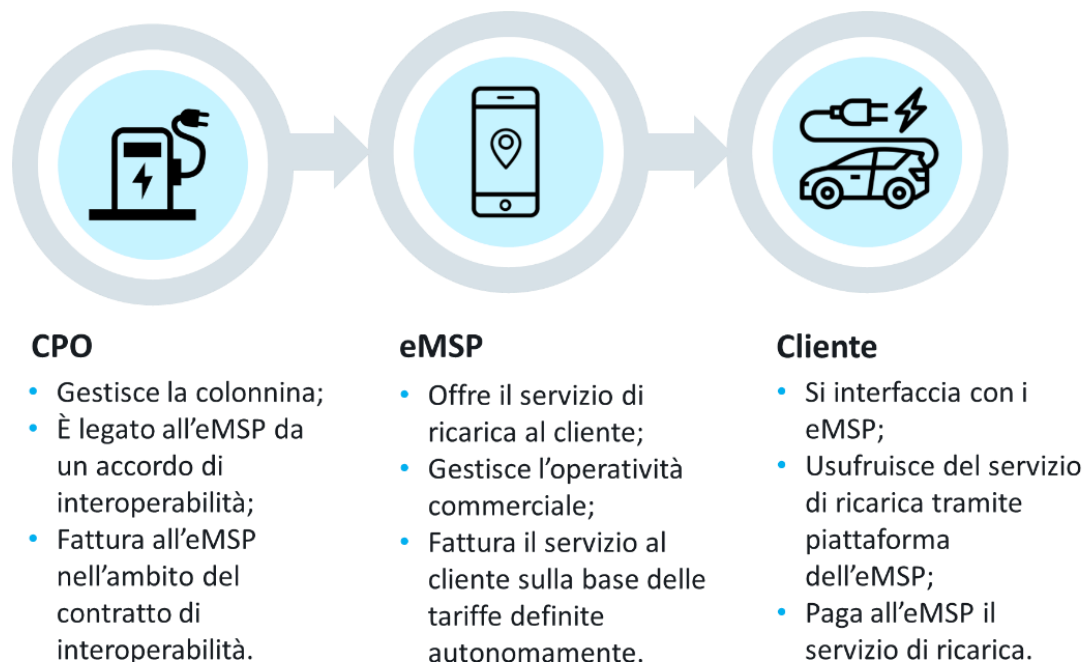 CPO
• Gestisce la colonnina;
• È legato all’eMSP da
un accordo di
interoperabilità;
• Fattura all’eMSP
nell’ambito del
contratto di
interoperabilità.
eMSP
• Offre il servizio di
ricarica al cliente;
• Gestisce l’operatività
commerciale;
• Fattura il servizio al
cliente sulla base delle
tariffe definite
autonomamente.
Cliente
• Si interfaccia con i
eMSP;
• Usufruisce del servizio
di ricarica tramite
piattaforma
dell’eMSP;
• Paga all’eMSP il
servizio di ricarica.